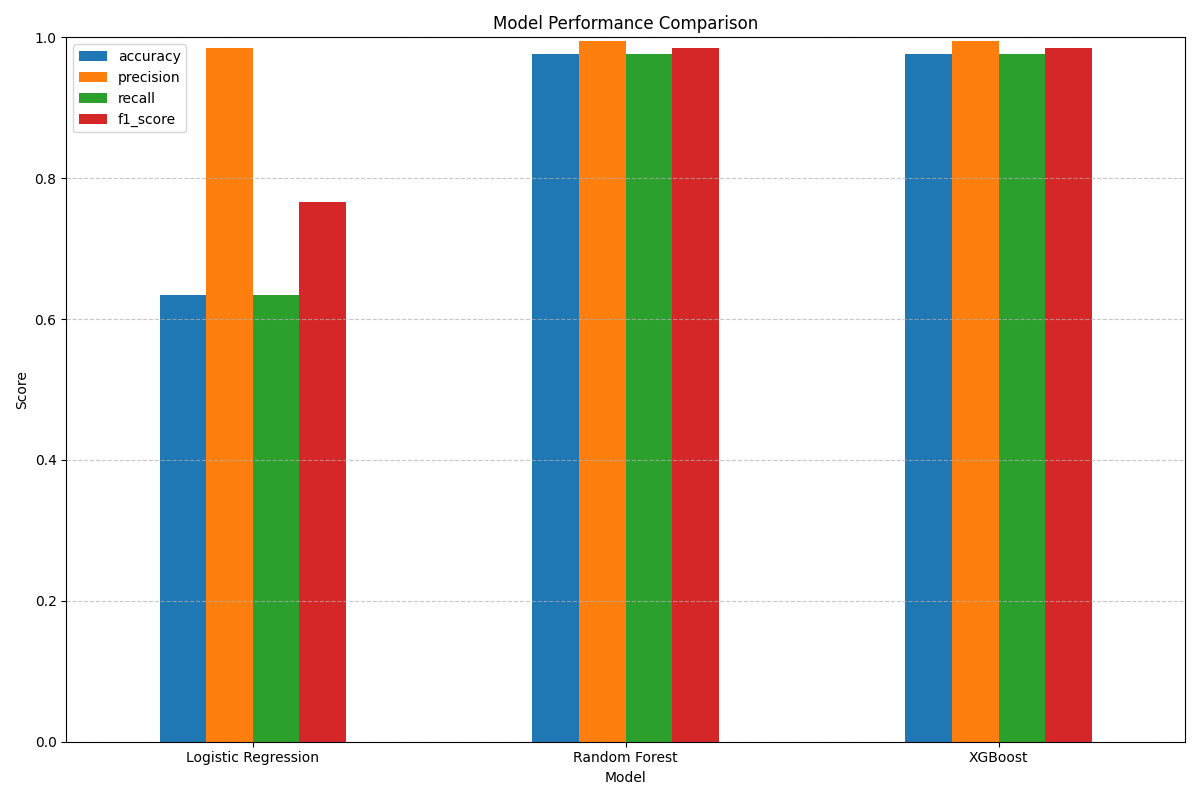 Model Performance Comparison
accuracy
precision
recall
f1_score
1.0
0.8
0.6
0.4
0.2
0.0
Score
Logistic Regression
Random Forest
XGBoost
Model